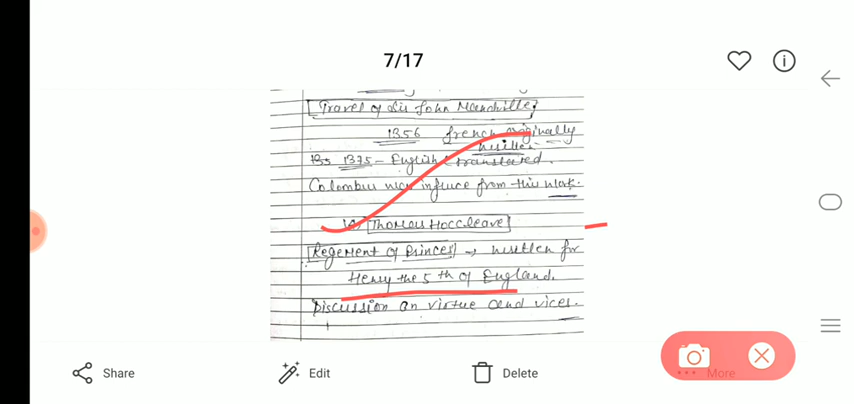 7/17
Travel of Sir John Mandville
1356 french originally
written
1375 - English translated.
Colombus was influce from this work.
10) Thomas Hoccleave
Regement of Princes → written for
Henry the 5th of England.
Discussion on virtue and vices.
Share Edit Delete More